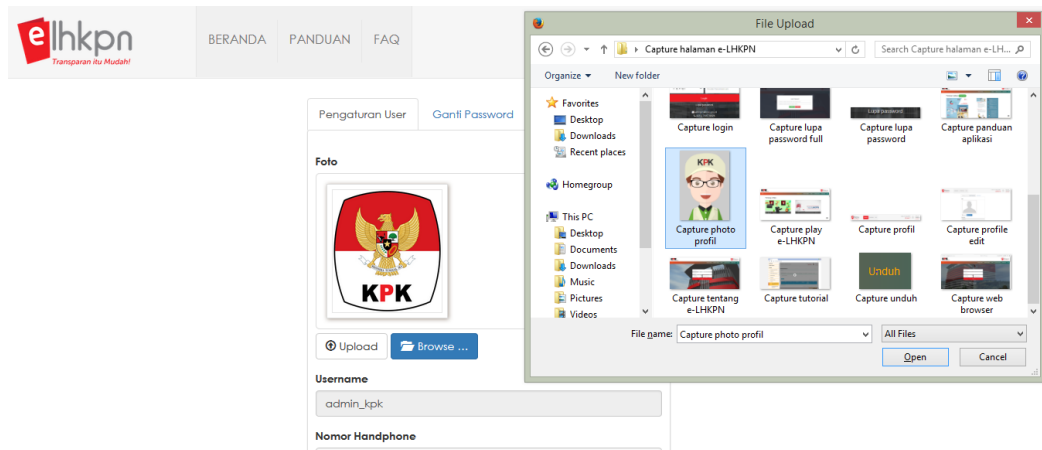 elhkpn
Transparan itu Mudah!
BERANDA PANDUAN FAQ
Pengaturan User Ganti Password
Foto
KPK
Upload Browse ...
Username
admin_kpk
Nomor Handphone
File Upload
Capture halaman e-LHKPN
Search Capture halaman e-LH...
Organize New folder
Favorites
Desktop
Downloads
Recent places
Homegroup
This PC
Desktop
Documents
Downloads
Music
Pictures
Videos
Capture login
Capture lupa
password full
Capture lupa
password
Capture panduan
aplikasi
KPK
Capture photo
profil
Capture play
e-LHKPN
Capture profil
Capture profile
edit
Capture tentang
e-LHKPN
Capture tutorial
Unduh
Capture unduh
Capture web
browser
File name: Capture photo profil All Files
Open Cancel